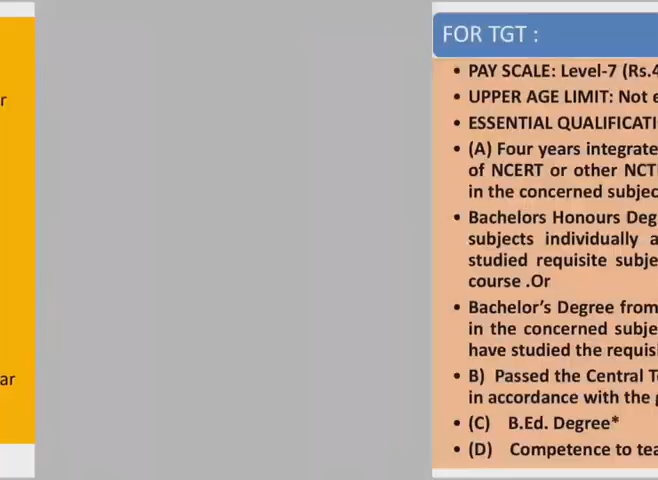 r
ar
FOR TGT :
• PAY SCALE: Level-7 (Rs.4
• UPPER AGE LIMIT: Not e
• ESSENTIAL QUALIFICATI
• (A) Four years integrate
of NCERT or other NCT
in the concerned subjec
• Bachelors Honours Deg
subjects individually a
studied requisite subje
course .Or
• Bachelor's Degree from
in the concerned subje
have studied the requisi
• B) Passed the Central T
in accordance with the g
• (C) B.Ed. Degree*
• (D) Competence to tea